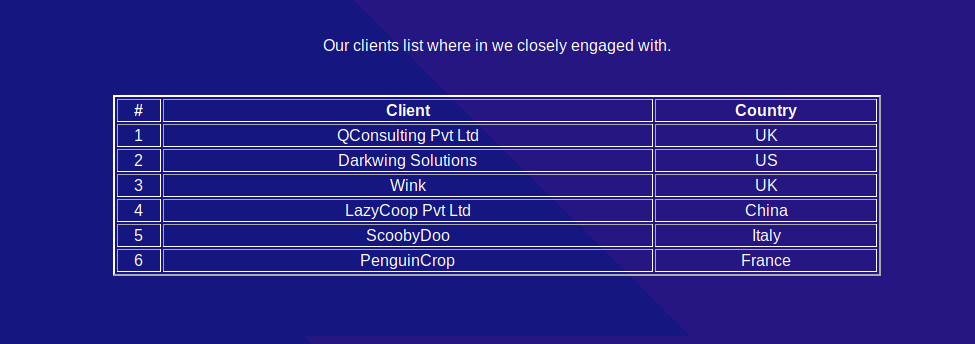 Our clients list where in we closely engaged with.
# Client Country
1 QConsulting Pvt Ltd UK
2 Darkwing Solutions US
3 Wink UK
4 LazyCoop Pvt Ltd China
5 ScoobyDoo Italy
6 PenguinCrop France